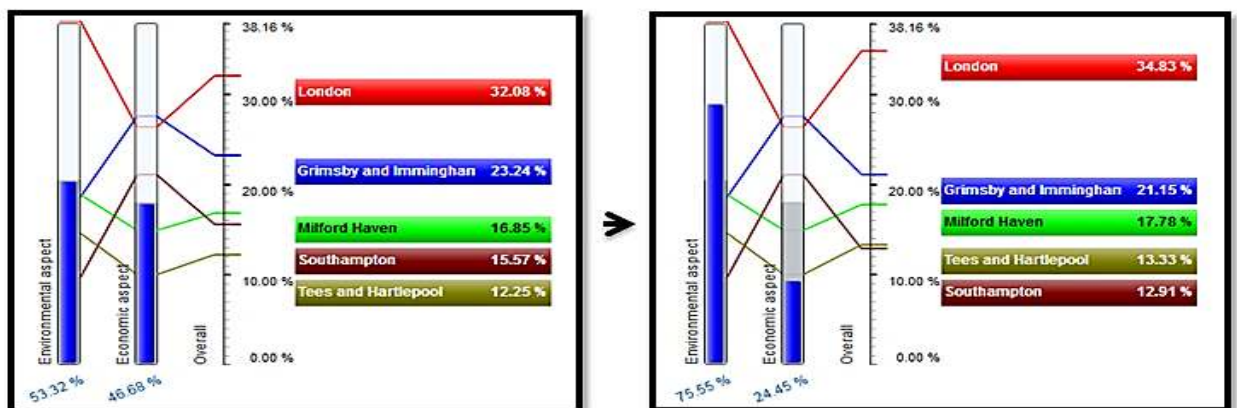 38.16 %
London 32.08 %
30.00 %
Grimsby and Imminghan 23.24 %
20.00 %
Milford Haven 16.85 %
Southampton 15.57 %
Tees and Hartlepool 12.25 %
10.00 %
0.00 %
Environmental aspect
Economic aspect
Overall
53.32 %
46.68 %
38.16 %
London 34.83 %
30.00 %
20.00 %
Grimsby and Imminghan 21.15 %
Milford Haven 17.78 %
Tees and Hartlepool 13.33 %
Southampton 12.91 %
10.00 %
0.00 %
Environmental aspect
Economic aspect
Overall
75.55 %
24.45 %